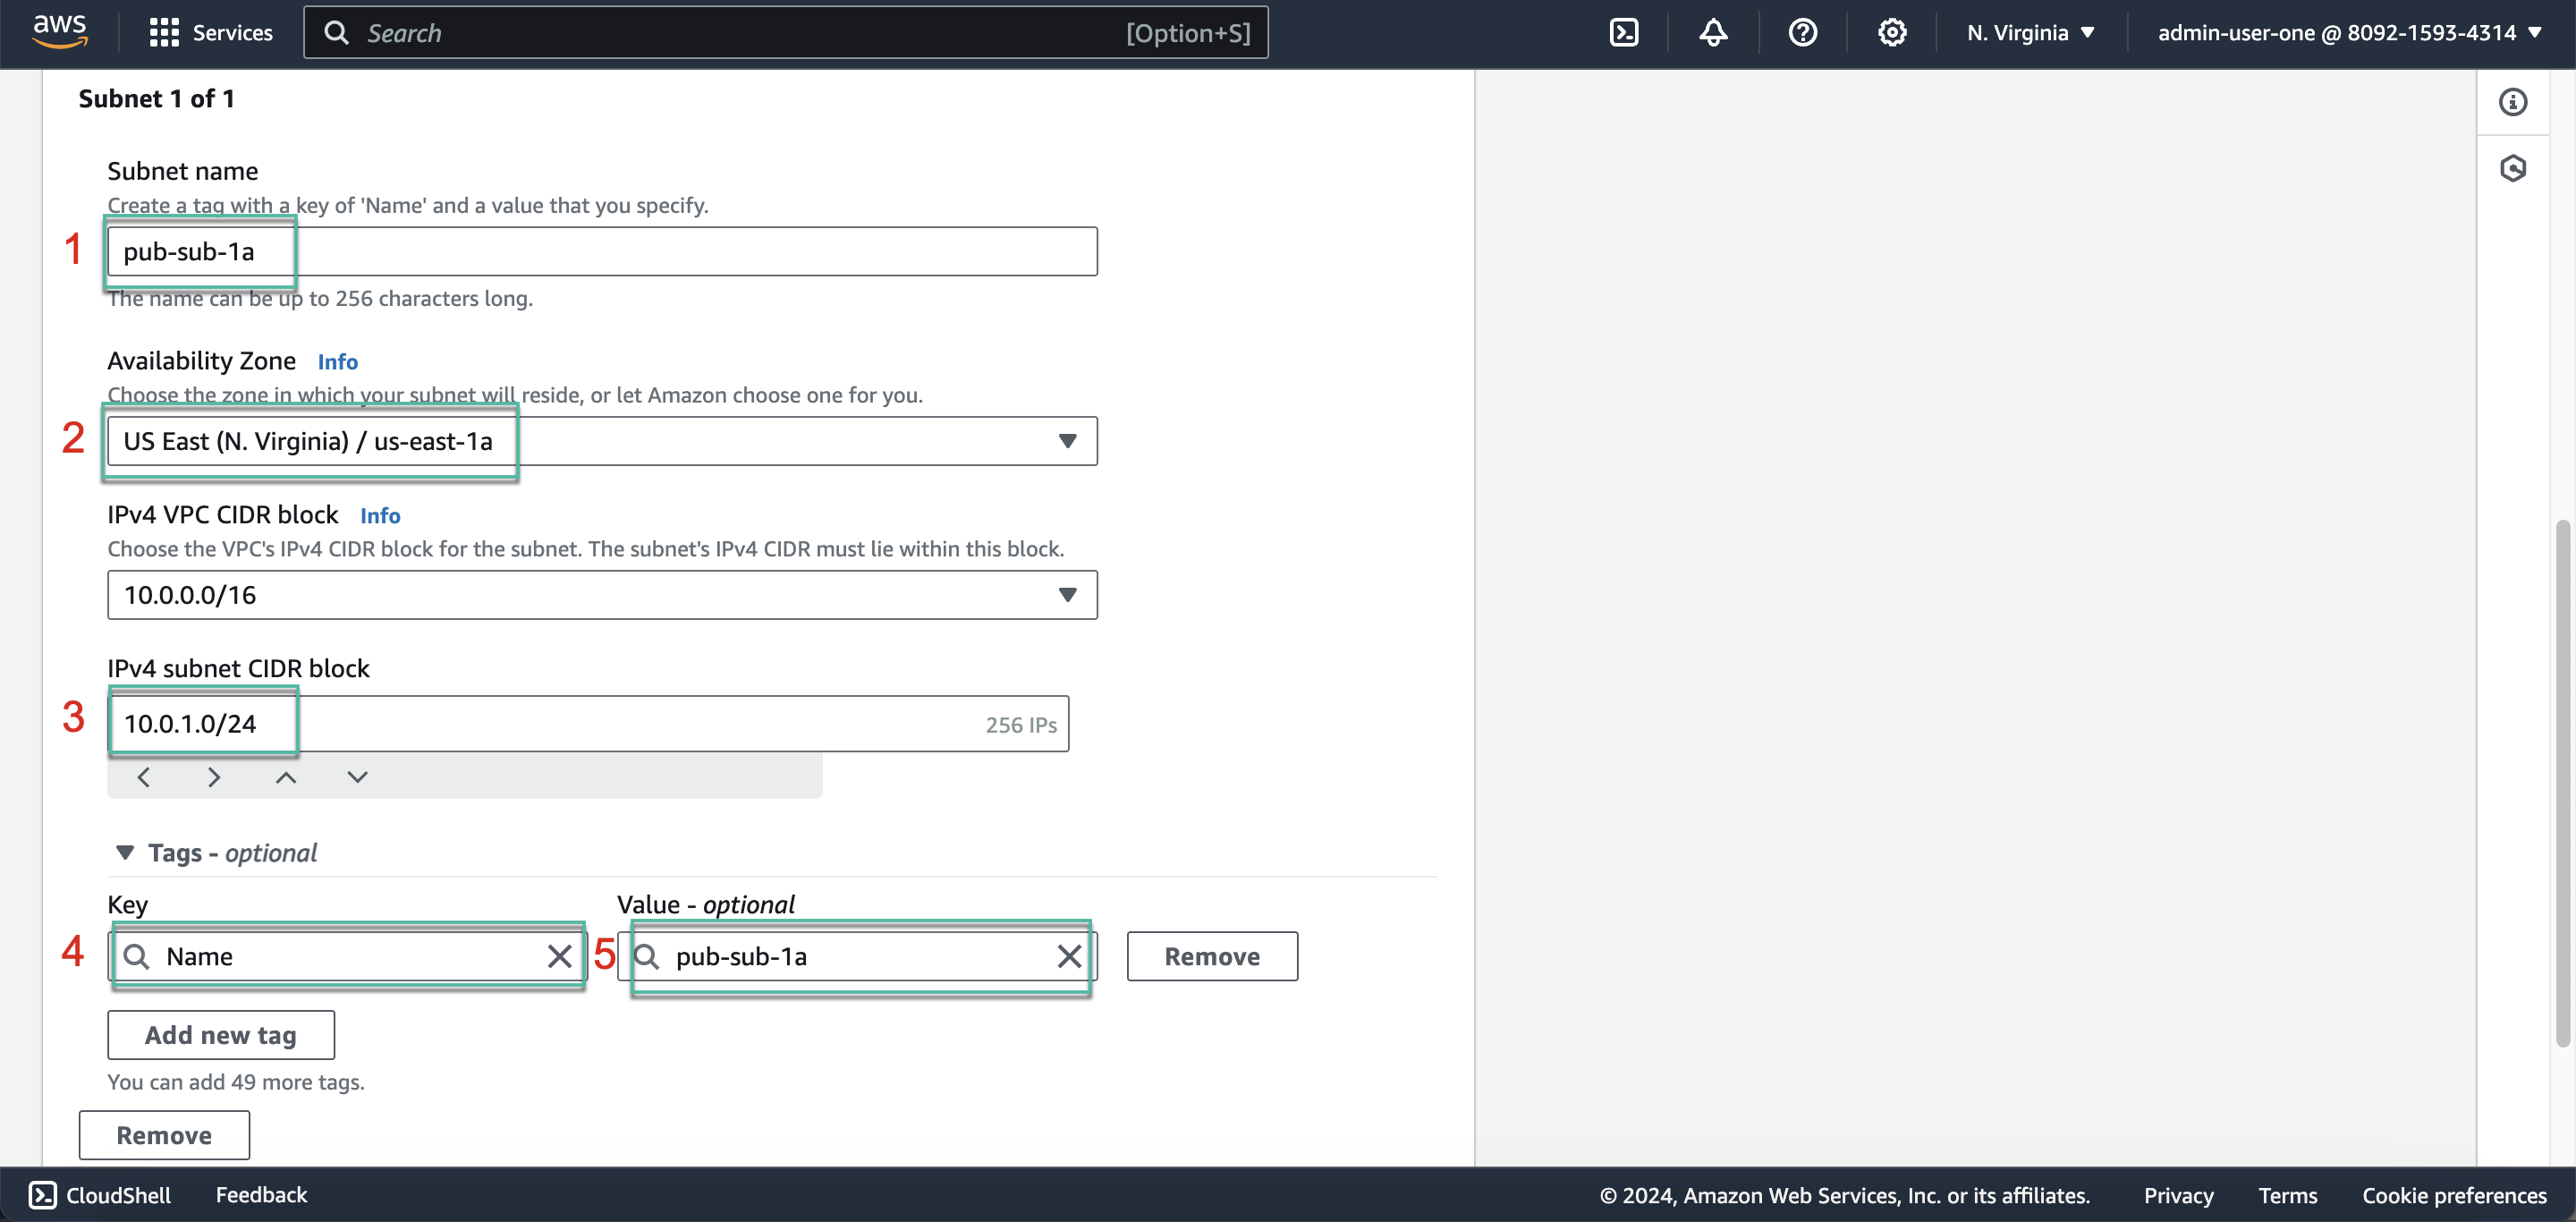 aws Services Search [Option+S] N. Virginia ▼ admin-user-one @ 8092-1593-4314 ▼
Subnet 1 of 1
Subnet name
Create a tag with a key of 'Name' and a value that you specify.
1 pub-sub-1a
The name can be up to 256 characters long.
Availability Zone Info
Choose the zone in which your subnet will reside, or let Amazon choose one for you.
2 US East (N. Virginia) / us-east-1a
IPv4 VPC CIDR block Info
Choose the VPC's IPv4 CIDR block for the subnet. The subnet's IPv4 CIDR must lie within this block.
10.0.0.0/16
IPv4 subnet CIDR block
3 10.0.1.0/24 256 IPs
Tags - optional
Key Value - optional
4 Name 5 pub-sub-1a Remove
Add new tag
You can add 49 more tags.
Remove
CloudShell Feedback © 2024, Amazon Web Services, Inc. or its affiliates. Privacy Terms Cookie preferences